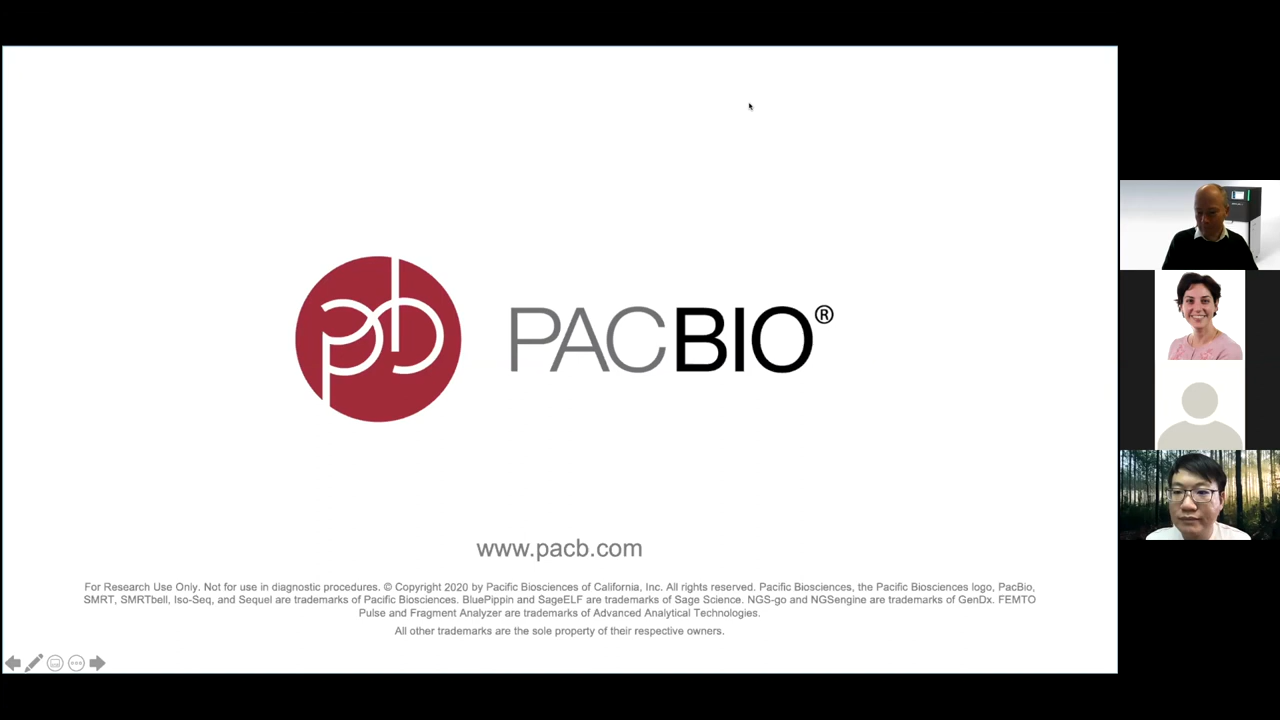 pb PACBIO®
www.pacb.com
For Research Use Only. Not for use in diagnostic procedures. © Copyright 2020 by Pacific Biosciences of California, Inc. All rights reserved. Pacific Biosciences, the Pacific Biosciences logo, PacBio,
SMRT, SMRTbell, Iso-Seq, and Sequel are trademarks of Pacific Biosciences. BluePippin and SageELF are trademarks of Sage Science. NGS-go and NGSengine are trademarks of GenDx. FEMTO
Pulse and Fragment Analyzer are trademarks of Advanced Analytical Technologies.
All other trademarks are the sole property of their respective owners.